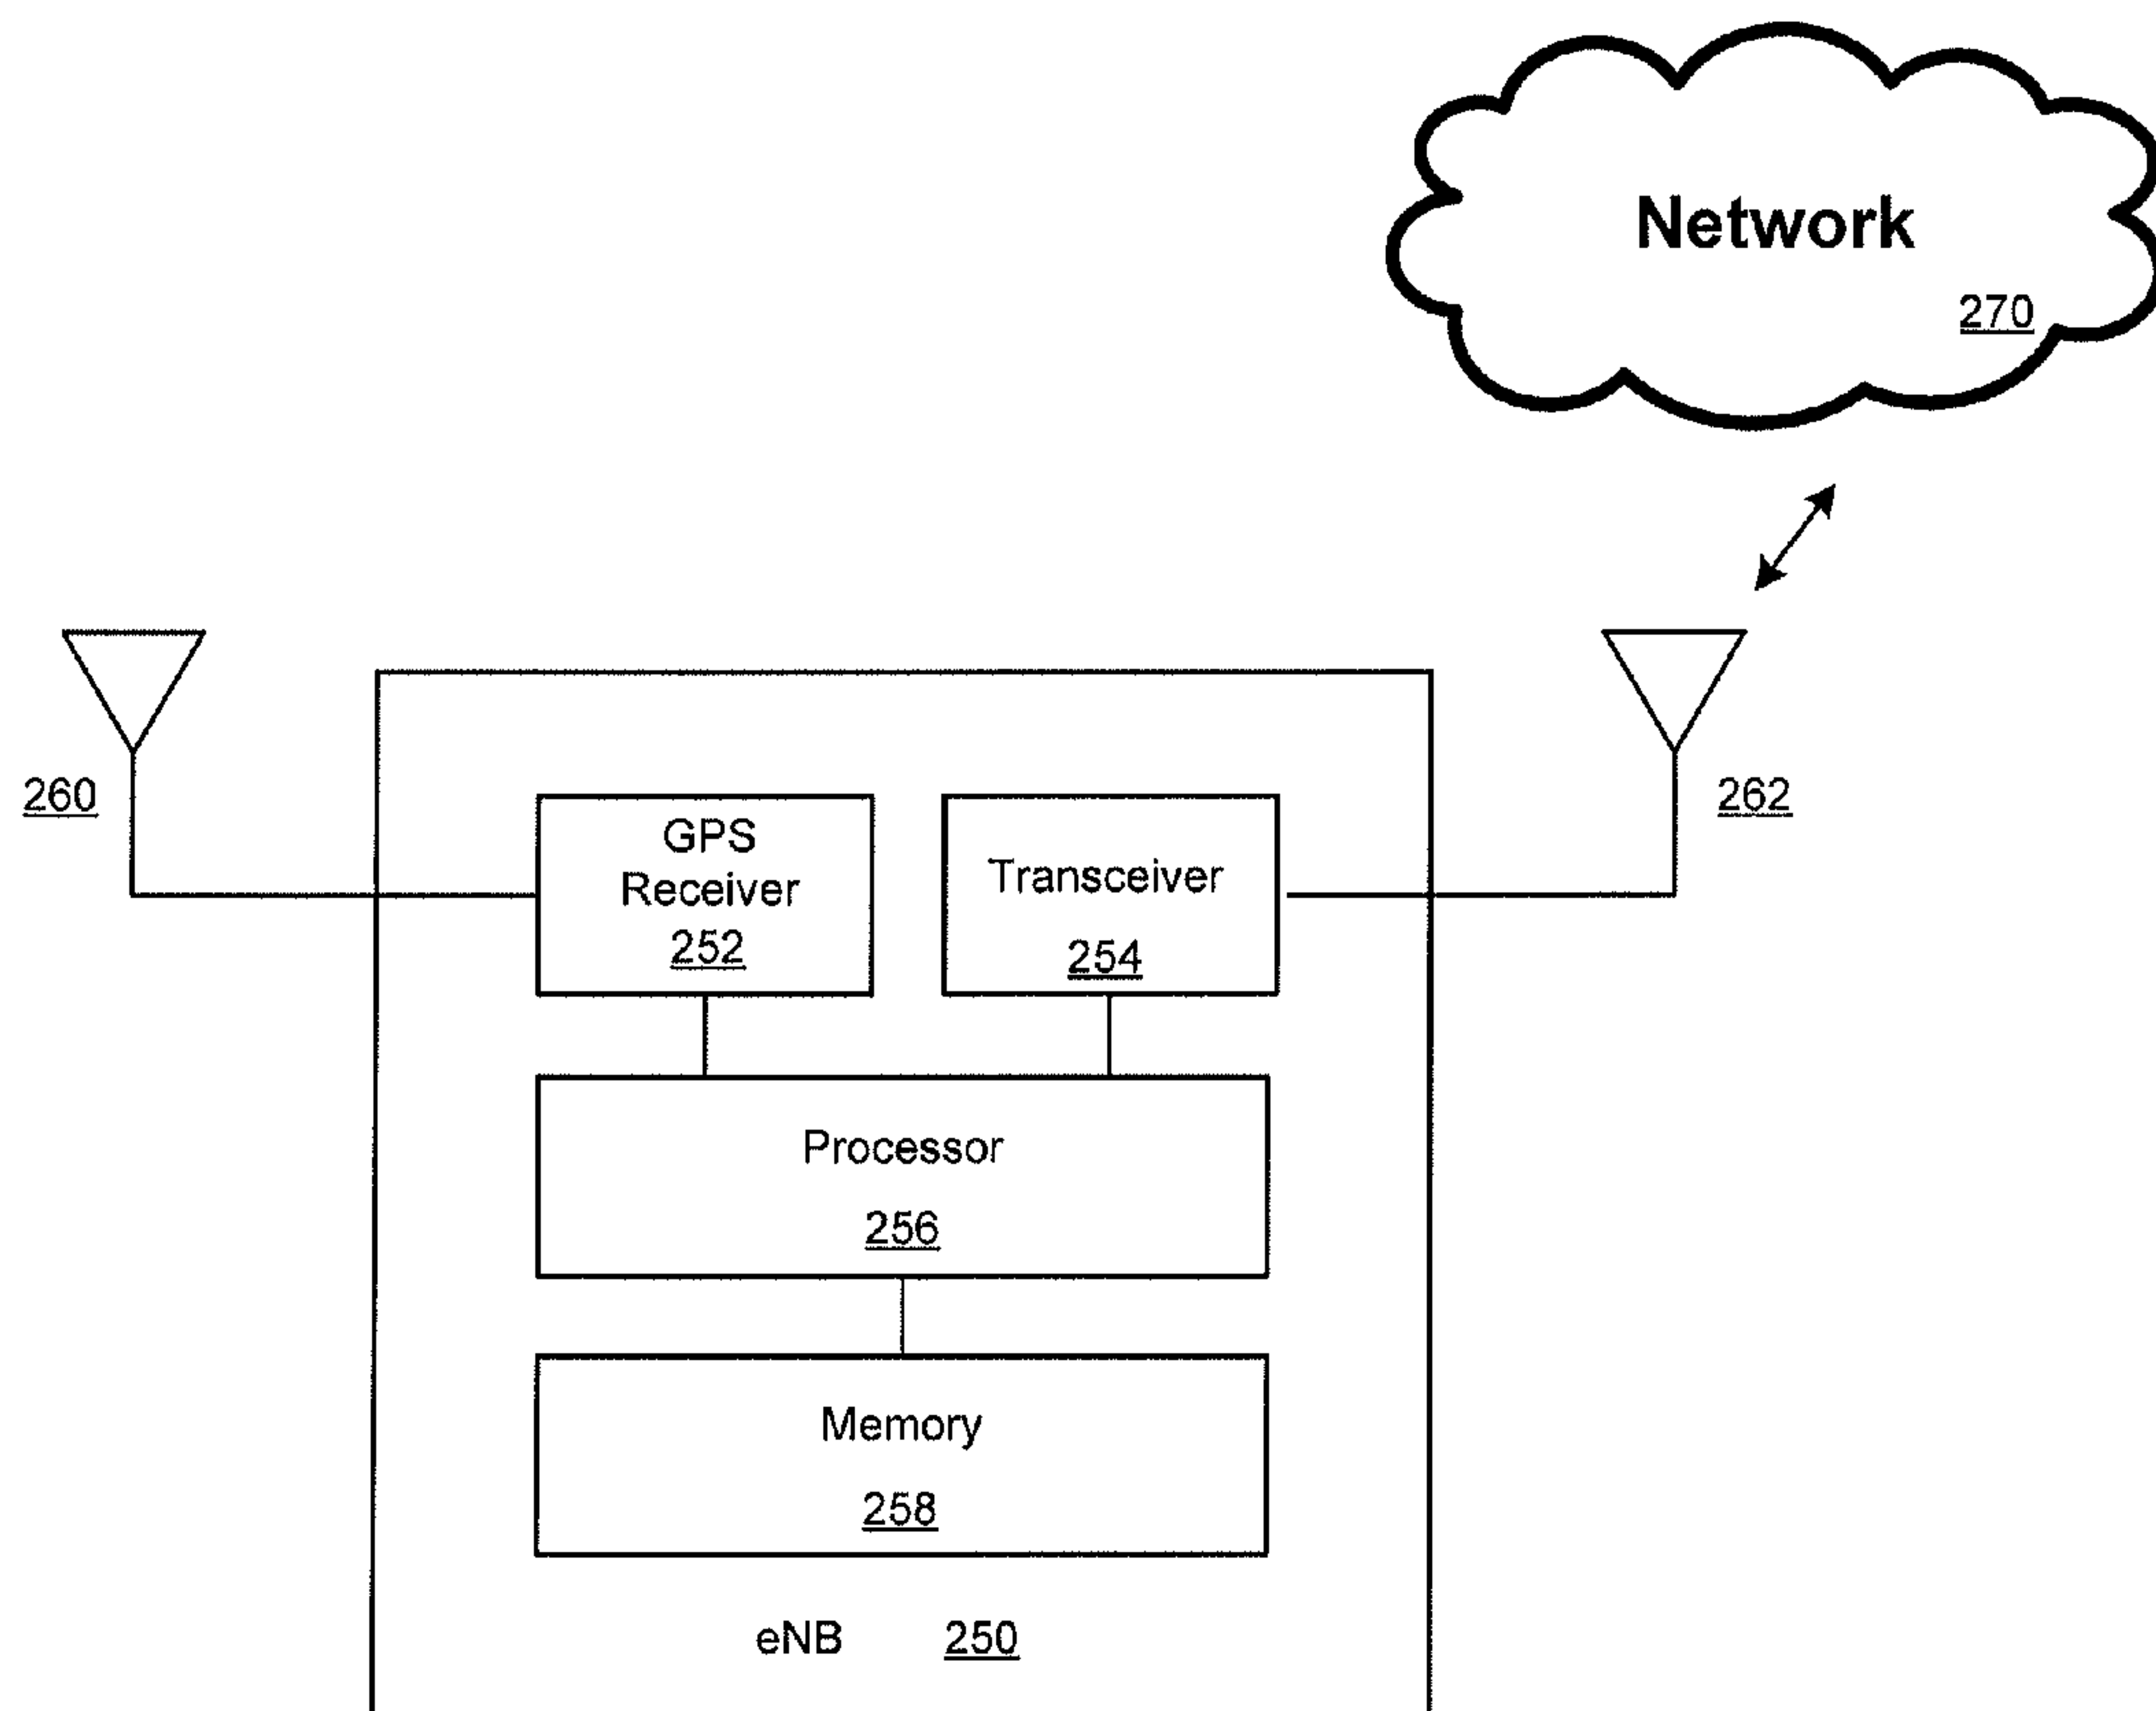 Network
270
260
262
GPS
Receiver
252
Transceiver
254
Processor
256
Memory
258
eNB 250